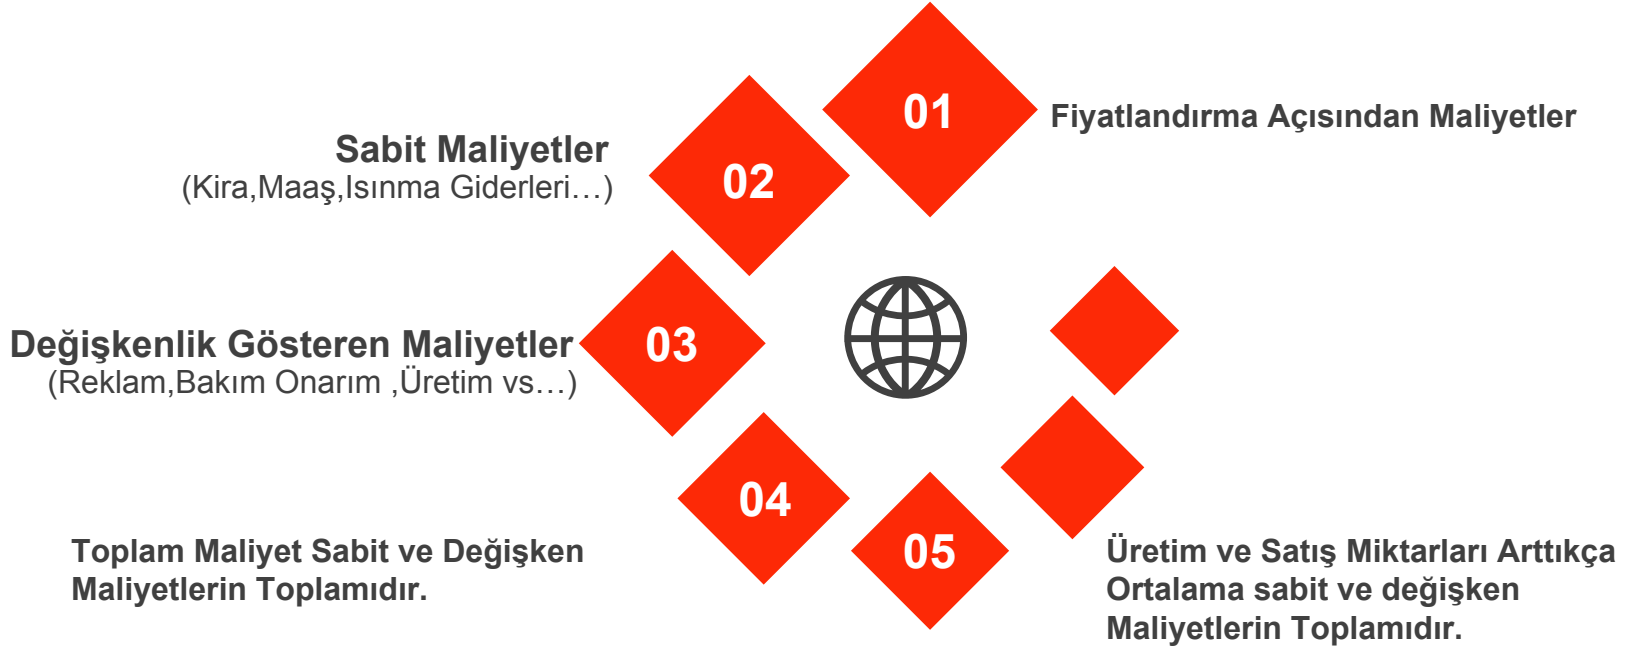 01
Fiyatlandırma Açısından Maliyetler
02
Sabit Maliyetler
(Kira,Maaş,Isınma Giderleri…)
03
Değişkenlik Gösteren Maliyetler
(Reklam,Bakım Onarım ,Üretim vs…)
04
Toplam Maliyet Sabit ve Değişken
Maliyetlerin Toplamıdır.
05
Üretim ve Satış Miktarları Arttıkça
Ortalama sabit ve değişken
Maliyetlerin Toplamıdır.